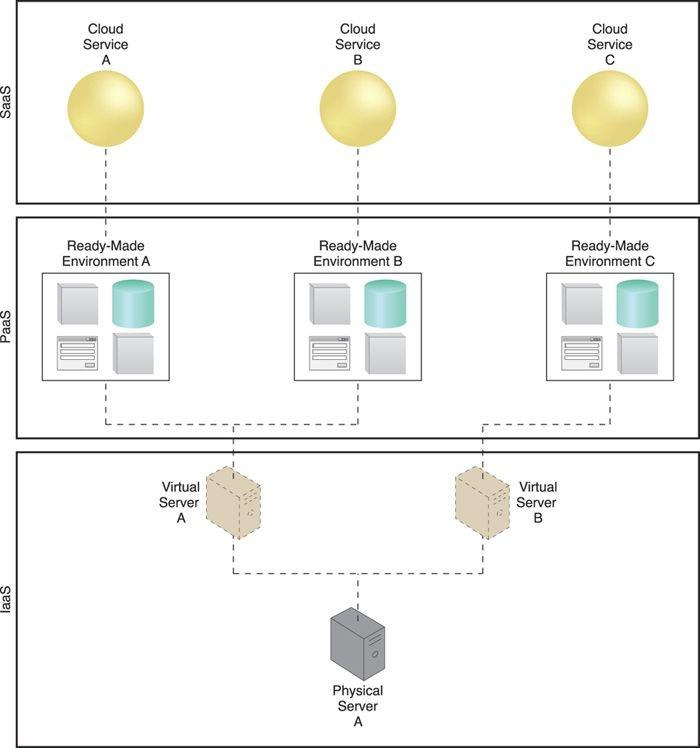 SaaS
Cloud
Service
A
Cloud
Service
B
Cloud
Service
C
PaaS
Ready-Made
Environment A
Ready-Made
Environment B
Ready-Made
Environment C
IaaS
Virtual
Server
A
Virtual
Server
B
Physical
Server
A